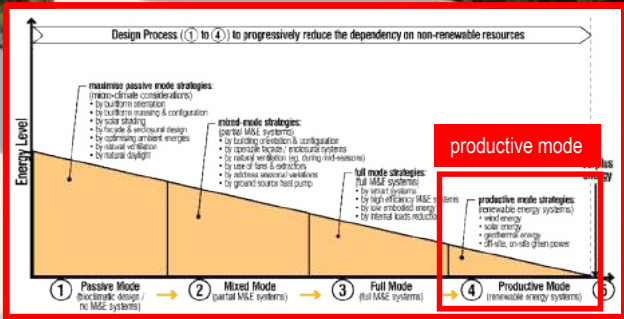 Design Process (① to ④) to progressively reduce the dependency on non-renewable resources
Energy Level
maximise passive mode strategies:
(micro-climate considerations)
• by builtform orientation
• by builtform massing & configuration
• by solar shading
• by façade & enclosural design
• by optimising ambient energies
• by natural ventilation
• by natural daylight
mixed-mode strategies:
(partial M&E systems)
• by building orientation & configuration
• by operable façade / enclosural systems
• by natural ventilation (eg. during mid-seasons)
• by use of fans & extractors
• by address seasonal variations
• by ground source heat pump
full mode strategies:
(full M&E systems)
• by smart systems
• by high efficiency M&E systems
• by low embodied energy
• by internal loads reduction
productive mode
energy
productive mode strategies:
(renewable energy systems)
• wind energy
• solar energy
• geothermal energy
• off-site, on-site green power
① Passive Mode
(bioclimatic design /
no M&E systems)
② Mixed Mode
(partial M&E systems)
③ Full Mode
(full M&E systems)
④ Productive Mode
(renewable energy systems)
⑤